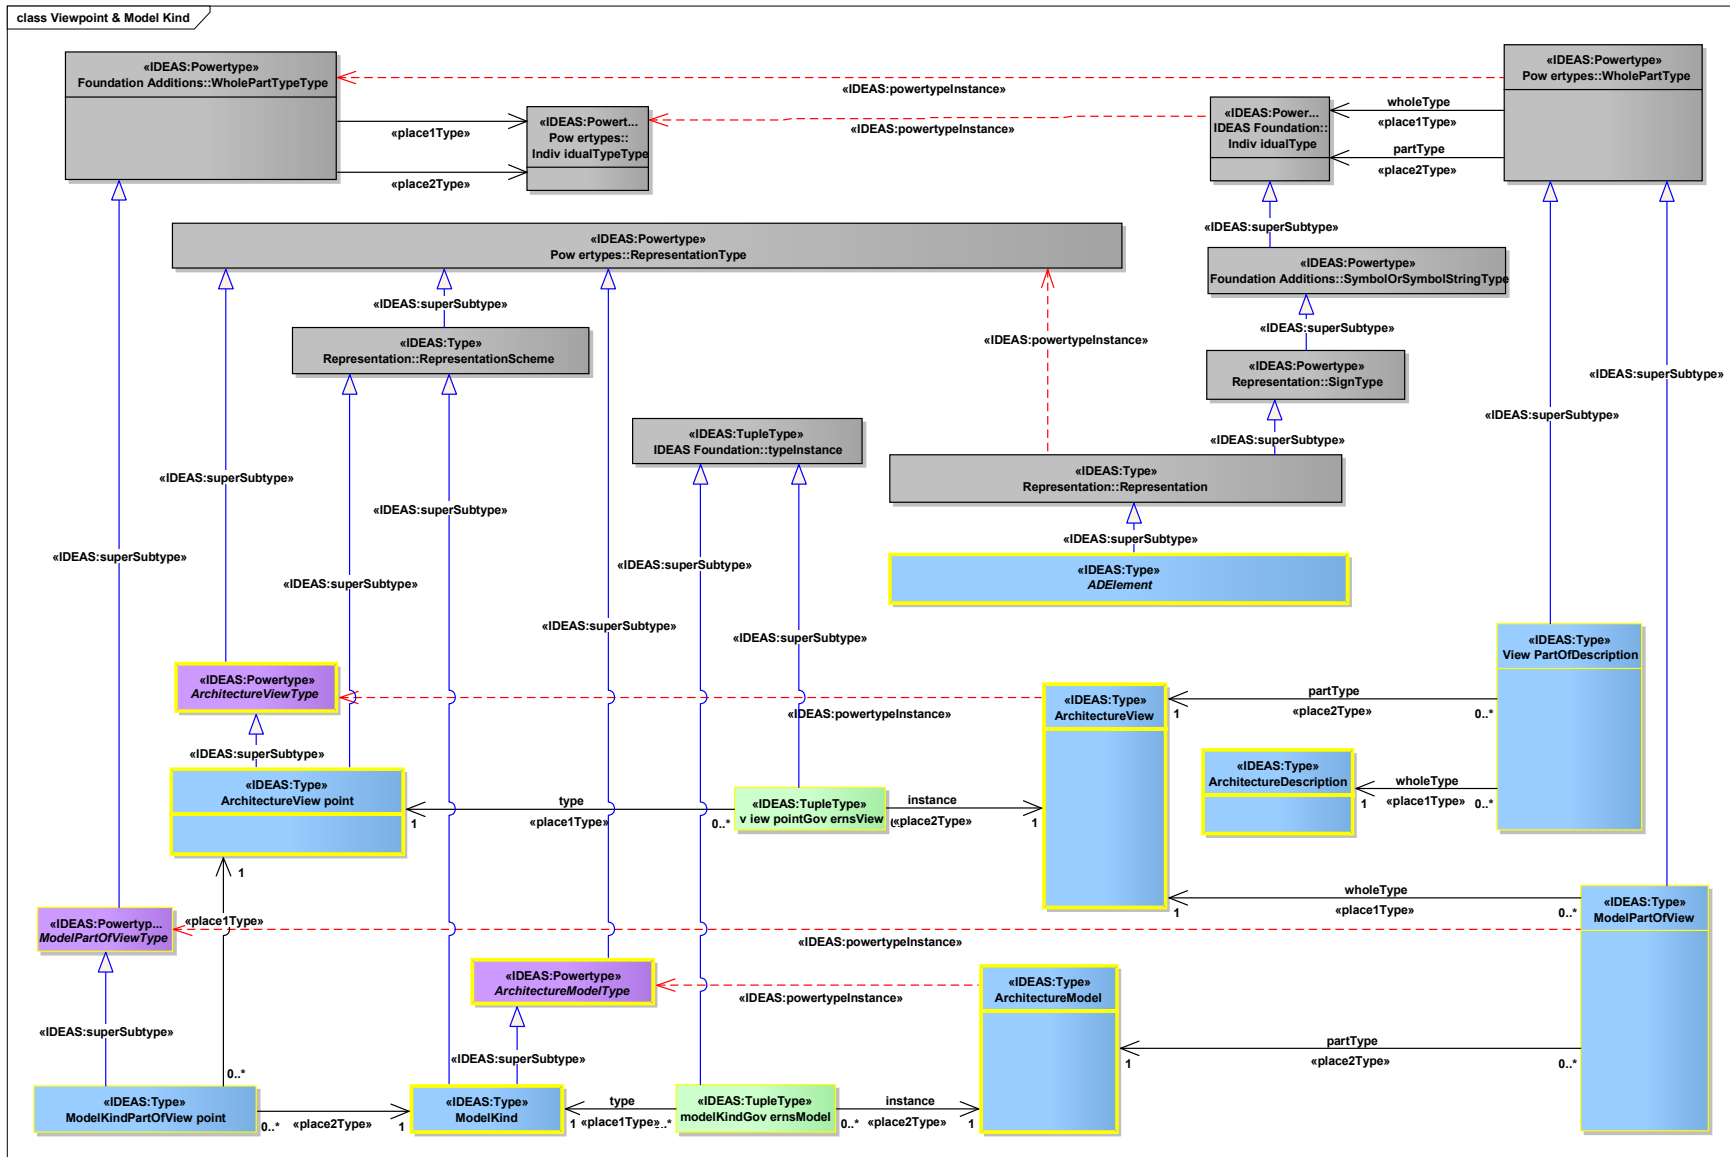 class Viewpoint & Model Kind
«IDEAS:Powertype»
Foundation Additions::WholePartTypeType
«IDEAS:Powertype»
Pow ertypes::WholePartType
«IDEAS:powertypeInstance»
«IDEAS:Powert...
Pow ertypes::
Indiv idualTypeType
«place1Type»
«place2Type»
«IDEAS:powertypeInstance»
«IDEAS:Power...
IDEAS Foundation::
Indiv idualType
wholeType
«place1Type»
partType
«place2Type»
«IDEAS:superSubtype»
«IDEAS:Powertype»
Pow ertypes::RepresentationType
«IDEAS:Powertype»
Foundation Additions::SymbolOrSymbolStringType
«IDEAS:superSubtype»
«IDEAS:superSubtype»
«IDEAS:Type»
Representation::RepresentationScheme
«IDEAS:powertypeInstance»
«IDEAS:Powertype»
Representation::SignType
«IDEAS:superSubtype»
«IDEAS:superSubtype»
«IDEAS:superSubtype»
«IDEAS:TupleType»
IDEAS Foundation::typeInstance
«IDEAS:superSubtype»
«IDEAS:Type»
Representation::Representation
«IDEAS:superSubtype»
«IDEAS:superSubtype»
«IDEAS:superSubtype»
«IDEAS:superSubtype»
«IDEAS:superSubtype»
«IDEAS:superSubtype»
«IDEAS:Type»
ADElement
«IDEAS:superSubtype»
«IDEAS:superSubtype»
«IDEAS:Type»
View PartOfDescription
«IDEAS:Powertype»
ArchitectureViewType
«IDEAS:powertypeInstance»
«IDEAS:Type»
ArchitectureView
partType
«place2Type»
1
0..*
«IDEAS:superSubtype»
«IDEAS:Type»
ArchitectureView point
«IDEAS:Type»
ArchitectureDescription
wholeType
«place1Type»
1
0..*
type
«place1Type»
1
0..*
«IDEAS:TupleType»
v iew pointGov ernsView
instance
«place2Type»
1
1
wholeType
«place1Type»
1
0..*
«IDEAS:Type»
ModelPartOfView
«IDEAS:Powertyp...
ModelPartOfViewType
«place1Type»
«IDEAS:powertypeInstance»
«IDEAS:Powertype»
ArchitectureModelType
«IDEAS:powertypeInstance»
«IDEAS:Type»
ArchitectureModel
«IDEAS:superSubtype»
«IDEAS:superSubtype»
partType
«place2Type»
1
0..*
0..*
«IDEAS:Type»
ModelKindPartOfView point
0..*
«place2Type»
1
«IDEAS:Type»
ModelKind
type
1
«place1Type»
..*
«IDEAS:TupleType»
modelKindGov ernsModel
instance
0..*
«place2Type»
1